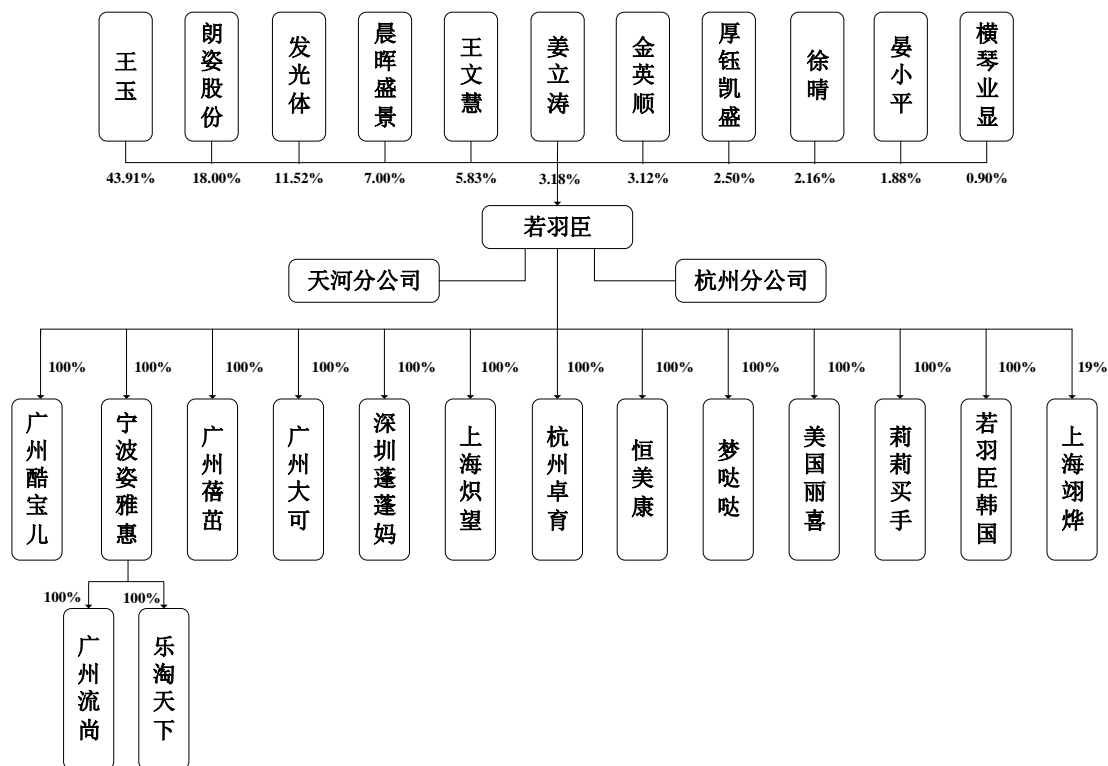 王玉
朗姿股份
发光体
晨晖盛景
王文慧
姜立涛
金英顺
厚钰凯盛
徐晴
晏小平
横琴业显
43.91%
18.00%
11.52%
7.00%
5.83%
3.18%
3.12%
2.50%
2.16%
1.88%
0.90%
若羽臣
天河分公司
杭州分公司
100%
100%
100%
100%
100%
100%
100%
100%
100%
100%
100%
100%
19%
广州酷宝儿
宁波姿雅惠
广州蓓茁
广州大可
深圳蓬蓬妈
上海炽望
杭州卓育
恒美康
梦哒哒
美国丽喜
莉莉买手
若羽臣韩国
上海翊烨
100%
100%
广州流尚
乐淘天下